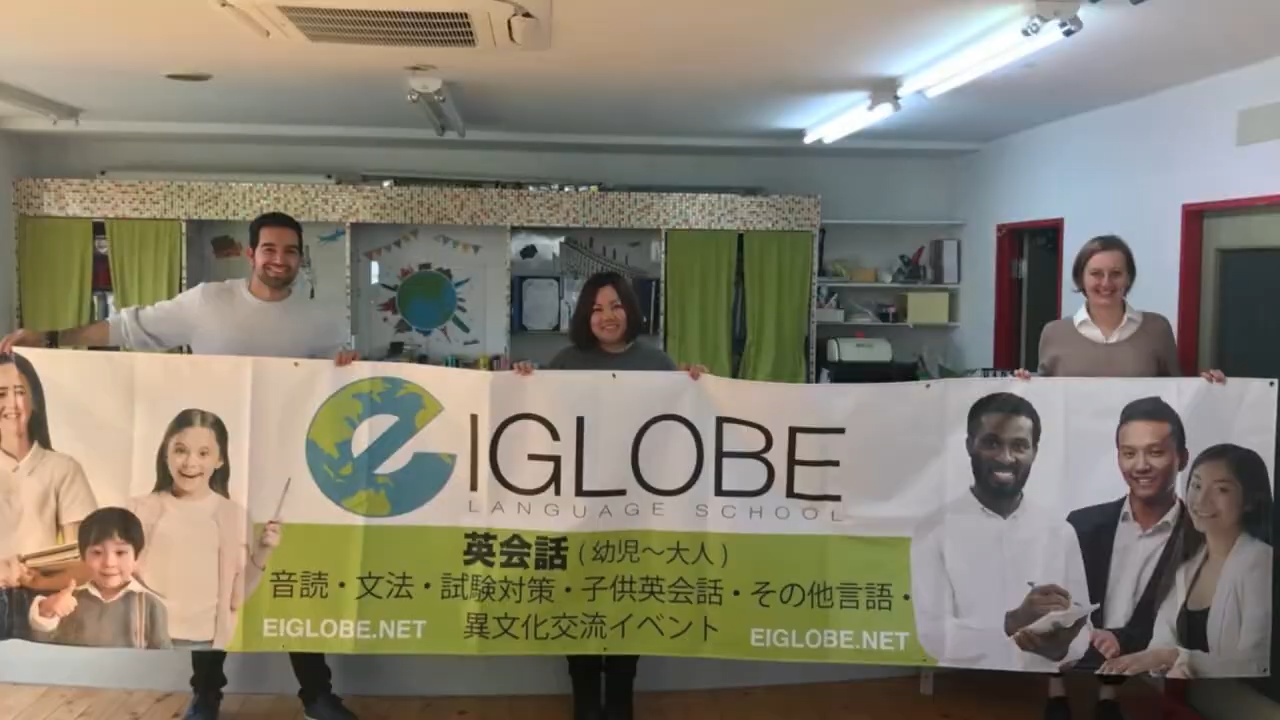 eIGLOBE
LANGUAGE SCHOOL
英会話 (幼児～大人)
音読・文法・試験対策・子供英会話・その他言語・
異文化交流イベント
EIGLOBE.NET
EIGLOBE.NET